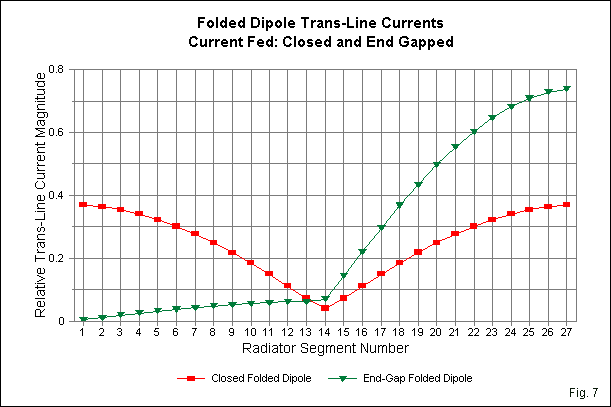 Folded Dipole Trans-Line Currents
Current Fed: Closed and End Gapped
Relative Trans-Line Current Magnitude
0.8
0.6
0.4
0.2
0
1 2 3 4 5 6 7 8 9 10 11 12 13 14 15 16 17 18 19 20 21 22 23 24 25 26 27
Radiator Segment Number
Closed Folded Dipole End-Gap Folded Dipole
Fig. 7